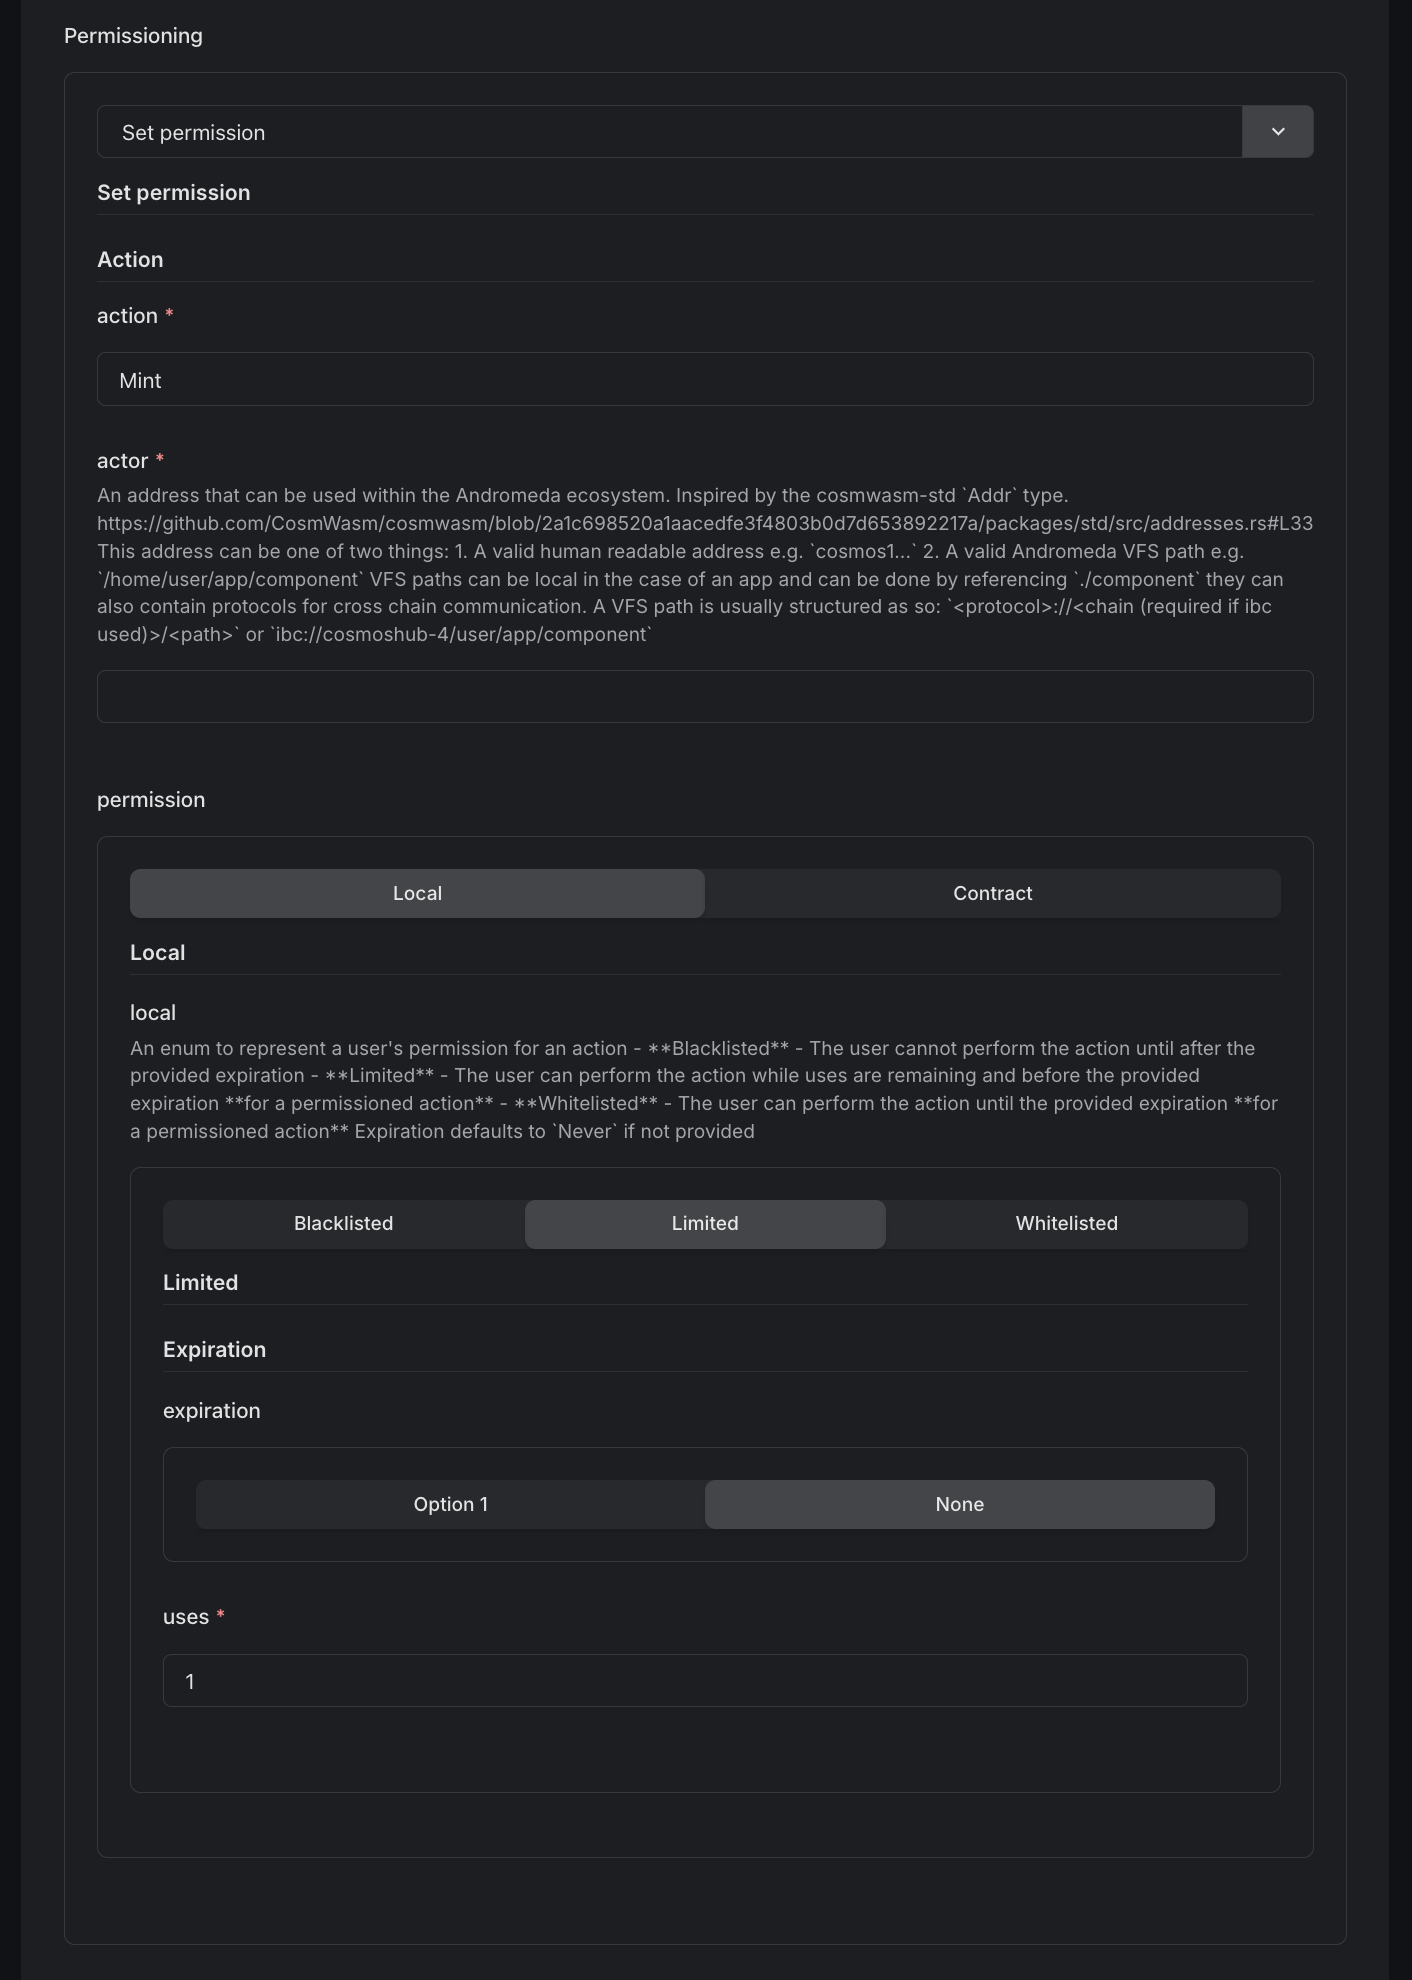 Permissioning
Set permission
Set permission
Action
action *
Mint
actor *
An address that can be used within the Andromeda ecosystem. Inspired by the cosmwasm-std `Addr` type.
https://github.com/CosmWasm/cosmwasm/blob/2a1c698520a1aacedfe3f4803b0d7d653892217a/packages/std/src/addresses.rs#L33
This address can be one of two things: 1. A valid human readable address e.g. `cosmos1...` 2. A valid Andromeda VFS path e.g.
`/home/user/app/component` VFS paths can be local in the case of an app and can be done by referencing `./component` they can
also contain protocols for cross chain communication. A VFS path is usually structured as so: `<protocol>://<chain (required if ibc
used)>/<path>` or `ibc://cosmoshub-4/user/app/component`
permission
Local Contract
Local
local
An enum to represent a user's permission for an action - **Blacklisted** - The user cannot perform the action until after the
provided expiration - **Limited** - The user can perform the action while uses are remaining and before the provided
expiration **for a permissioned action** - **Whitelisted** - The user can perform the action until the provided expiration **for
a permissioned action** Expiration defaults to `Never` if not provided
Blacklisted Limited Whitelisted
Limited
Expiration
expiration
Option 1 None
uses *
1